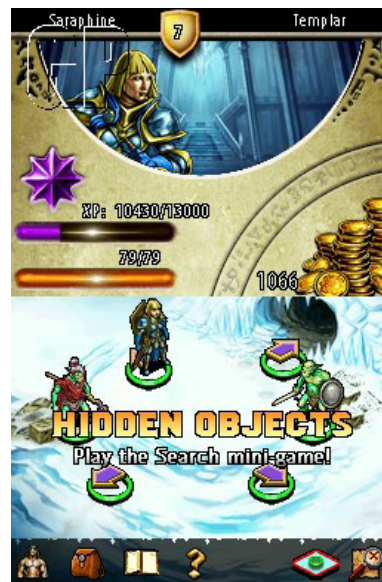 Saraphine
7
Templar
XP: 10430/13000
79/79
1066
HIDDEN OBJECTS
Play the Search mini-game!
?